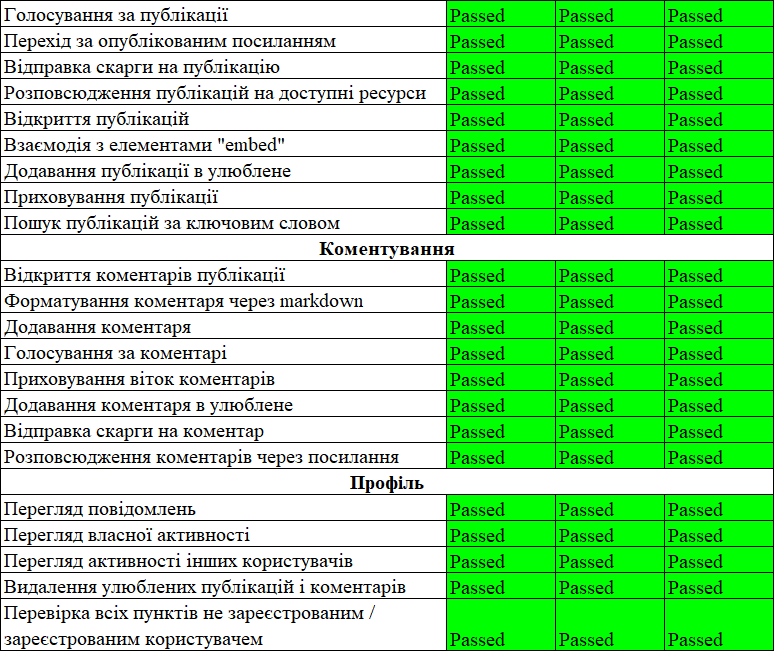 Голосування за публікації Passed Passed Passed
Перехід за опублікованим посиланням Passed Passed Passed
Відправка скарги на публікацію Passed Passed Passed
Розповсюдження публікацій на доступні ресурси Passed Passed Passed
Відкриття публікацій Passed Passed Passed
Взаємодія з елементами "embed" Passed Passed Passed
Додавання публікації в улюблене Passed Passed Passed
Приховування публікації Passed Passed Passed
Пошук публікацій за ключовим словом Passed Passed Passed
Коментування
Відкриття коментарів публікації Passed Passed Passed
Форматування коментаря через markdown Passed Passed Passed
Додавання коментаря Passed Passed Passed
Голосування за коментарі Passed Passed Passed
Приховування віток коментарів Passed Passed Passed
Додавання коментаря в улюблене Passed Passed Passed
Відправка скарги на коментар Passed Passed Passed
Розповсюдження коментарів через посилання Passed Passed Passed
Профіль
Перегляд повідомлень Passed Passed Passed
Перегляд власної активності Passed Passed Passed
Перегляд активності інших користувачів Passed Passed Passed
Видалення улюблених публікацій і коментарів Passed Passed Passed
Перевірка всіх пунктів не зареєстрованим /
зареєстрованим користувачем Passed Passed Passed